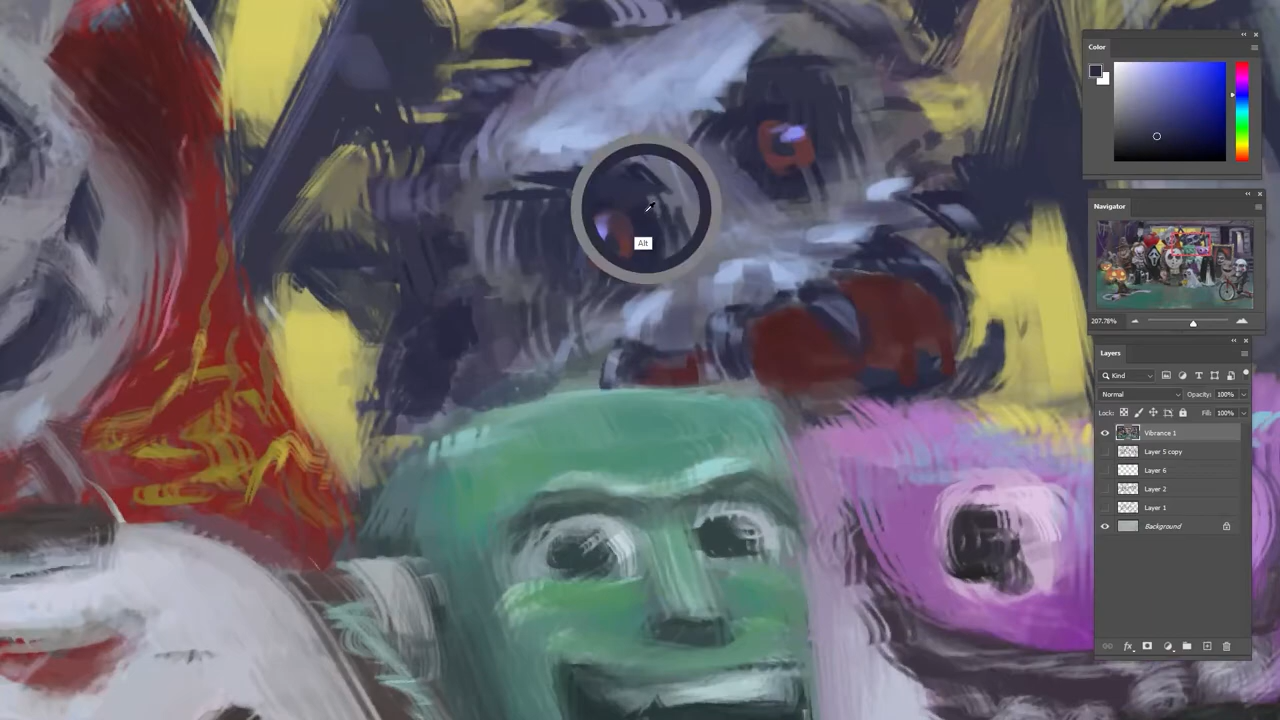 Color
Alt
Navigator
207.78%
Layers
Kind
Normal
Opacity: 100%
Lock:
Fill: 100%
Vibrance 1
Layer 5 copy
Layer 6
Layer 2
Layer 1
Background
fx